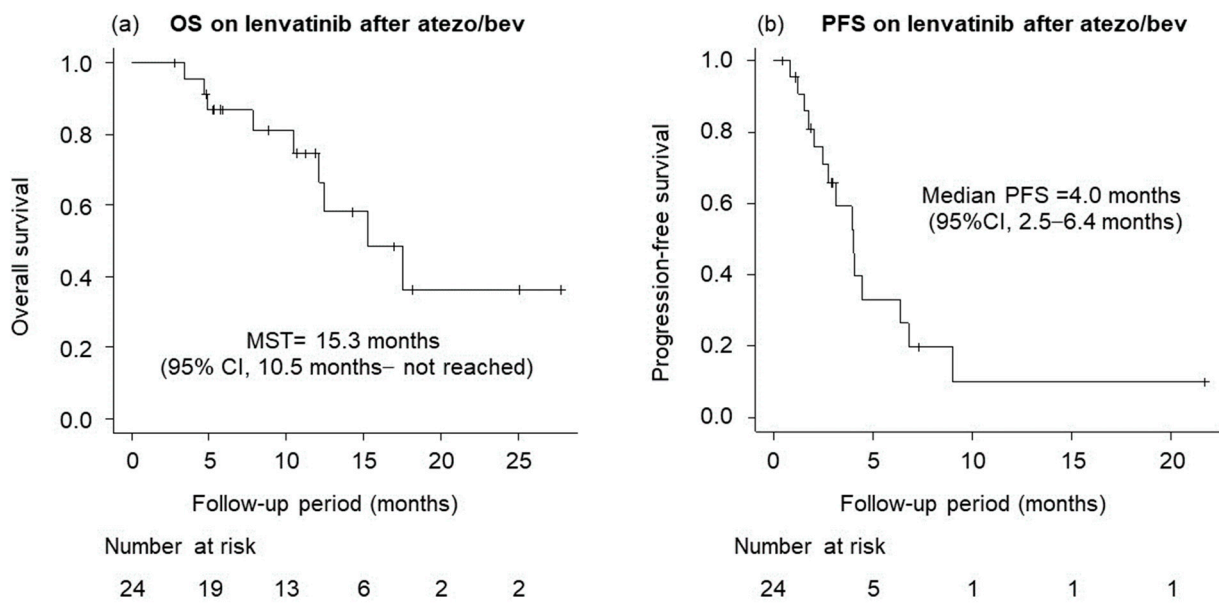 (a) OS on lenvatinib after atezo/bev
1.0
0.8
0.6
0.4
0.2
0.0
Overall survival
MST= 15.3 months
(95% CI, 10.5 months– not reached)
0 5 10 15 20 25
Follow-up period (months)
Number at risk
24 19 13 6 2 2
(b) PFS on lenvatinib after atezo/bev
1.0
0.8
0.6
0.4
0.2
0.0
Progression-free survival
Median PFS =4.0 months
(95%CI, 2.5–6.4 months)
0 5 10 15 20
Follow-up period (months)
Number at risk
24 5 1 1 1